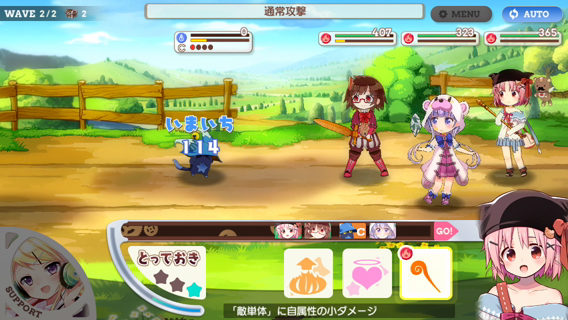 WAVE 2/2 2
通常攻撃
MENU
AUTO
0
C
407
323
365
いまいち
114
C
GO!
とっておき
SUPPORT
「敵単体」に自属性の小ダメージ